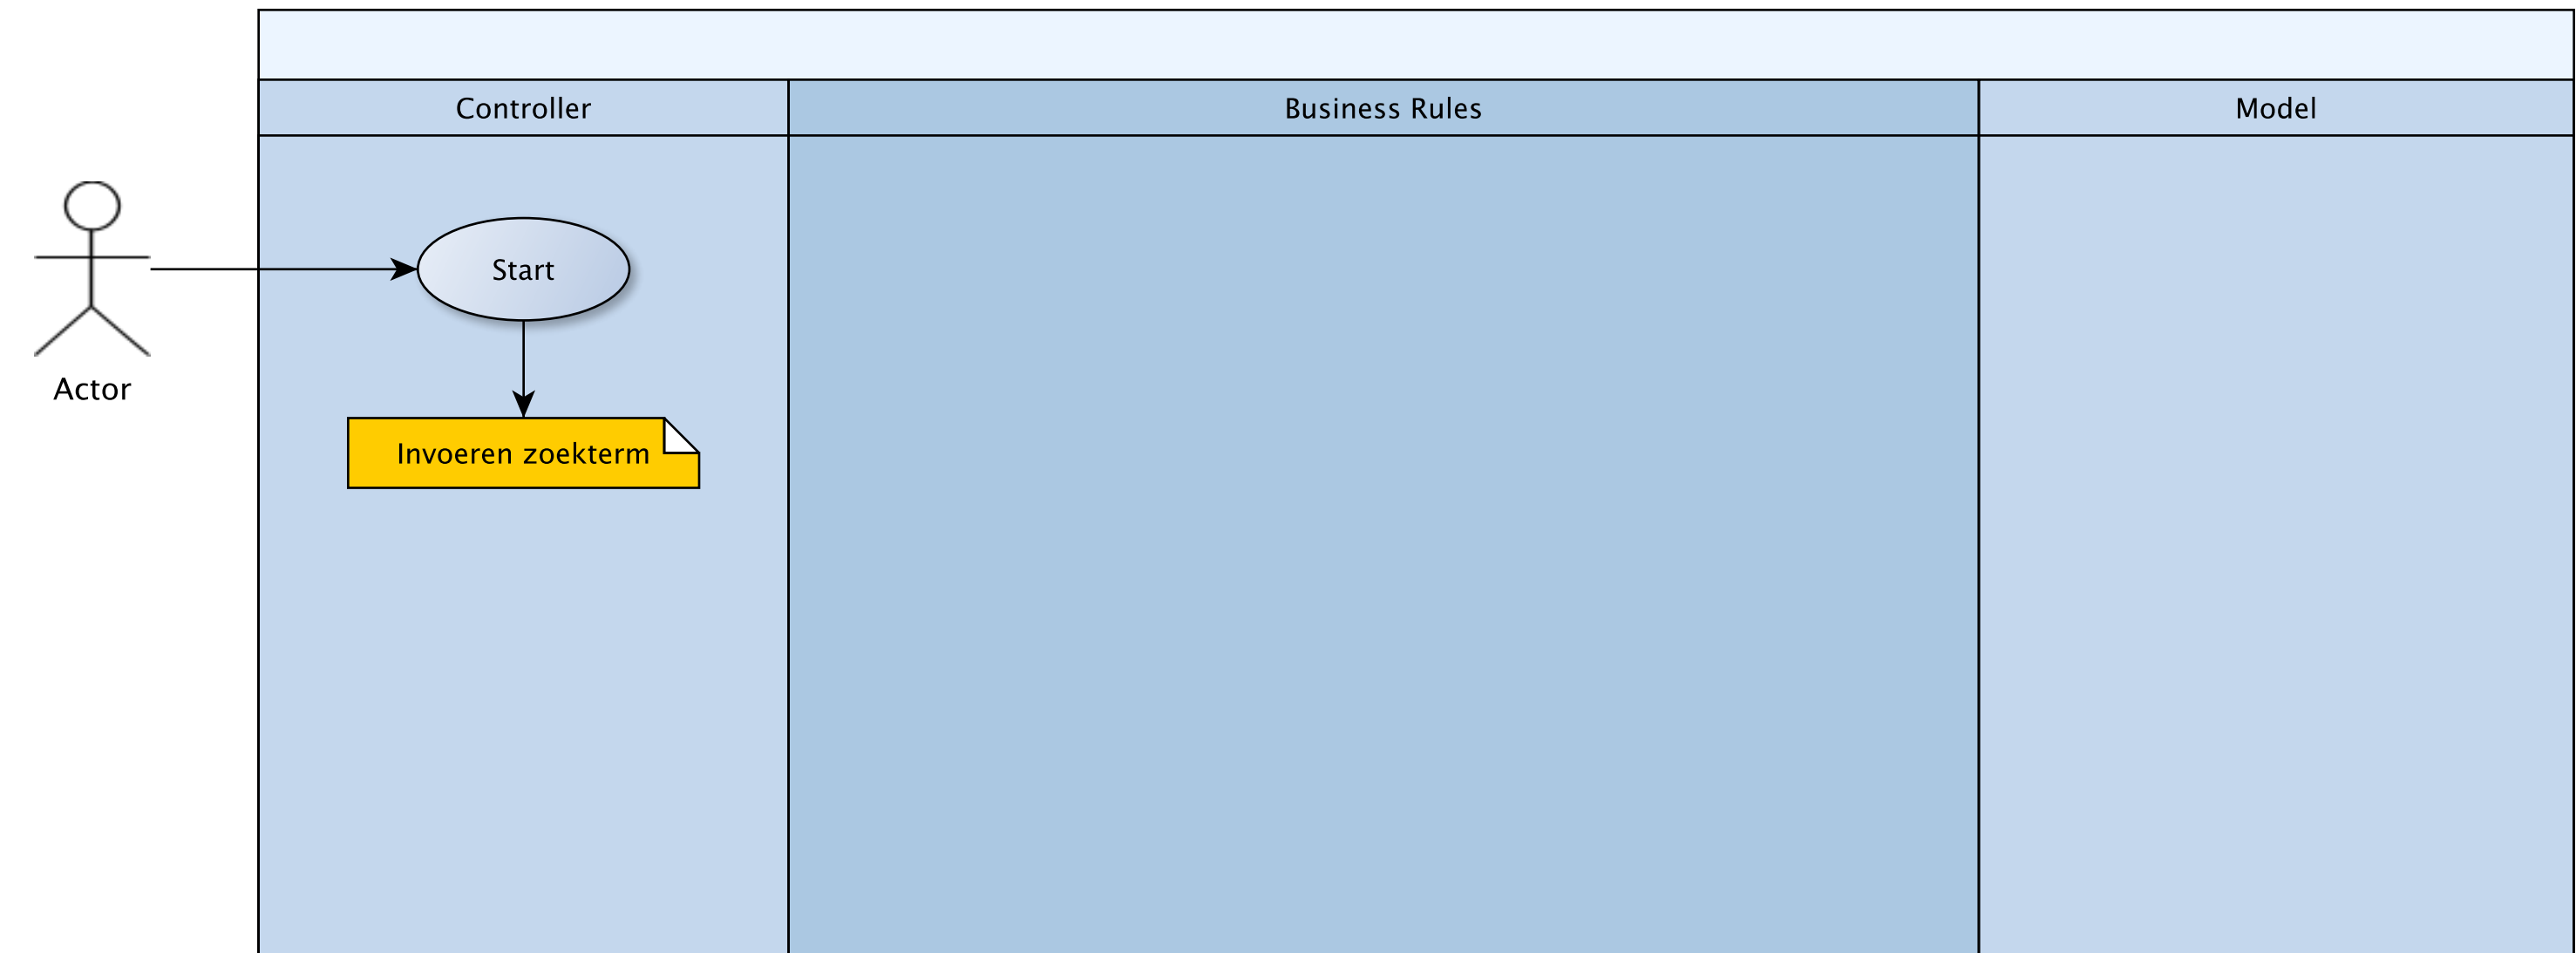 Controller
Business Rules
Model
Start
Actor
Invoeren zoekterm